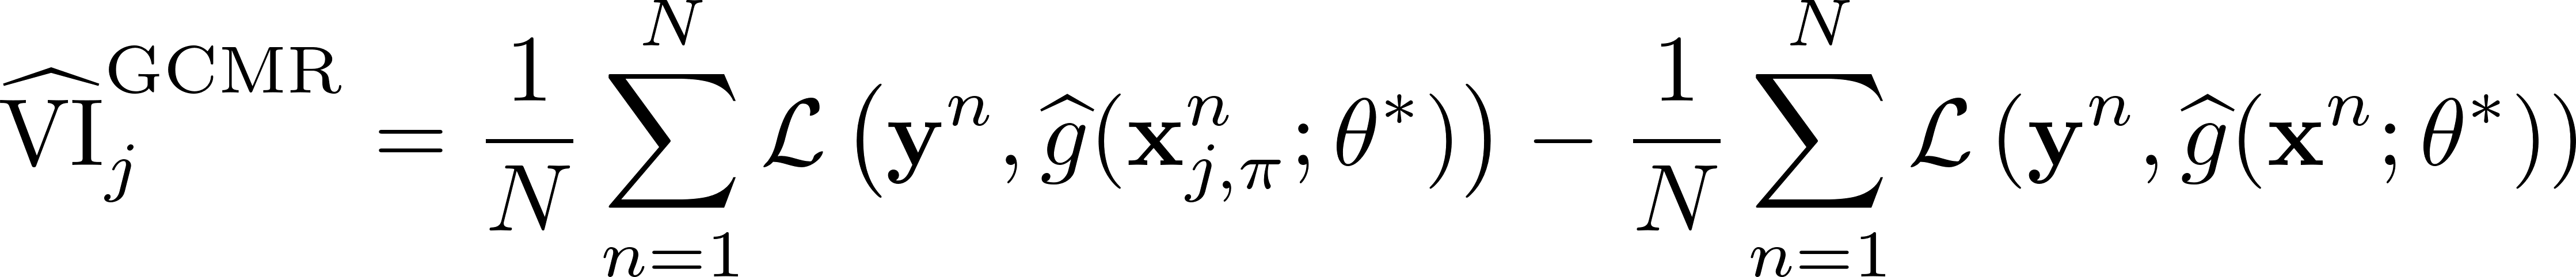 $\widehat{\mathrm{VI}}_j^{\mathrm{GCMR}} = \frac{1}{N} \sum_{n=1}^{N} \mathcal{L}\left(\mathbf{y}^n, \widehat{g}(\mathbf{x}_{j,\pi}^n; \theta^*)\right) - \frac{1}{N} \sum_{n=1}^{N} \mathcal{L}\left(\mathbf{y}^n, \widehat{g}(\mathbf{x}^n; \theta^*)\right)$